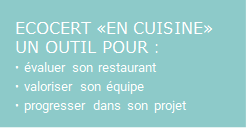 ECOCERT «EN CUISINE»
UN OUTIL POUR :
• évaluer son restaurant
• valoriser son équipe
• progresser dans son projet